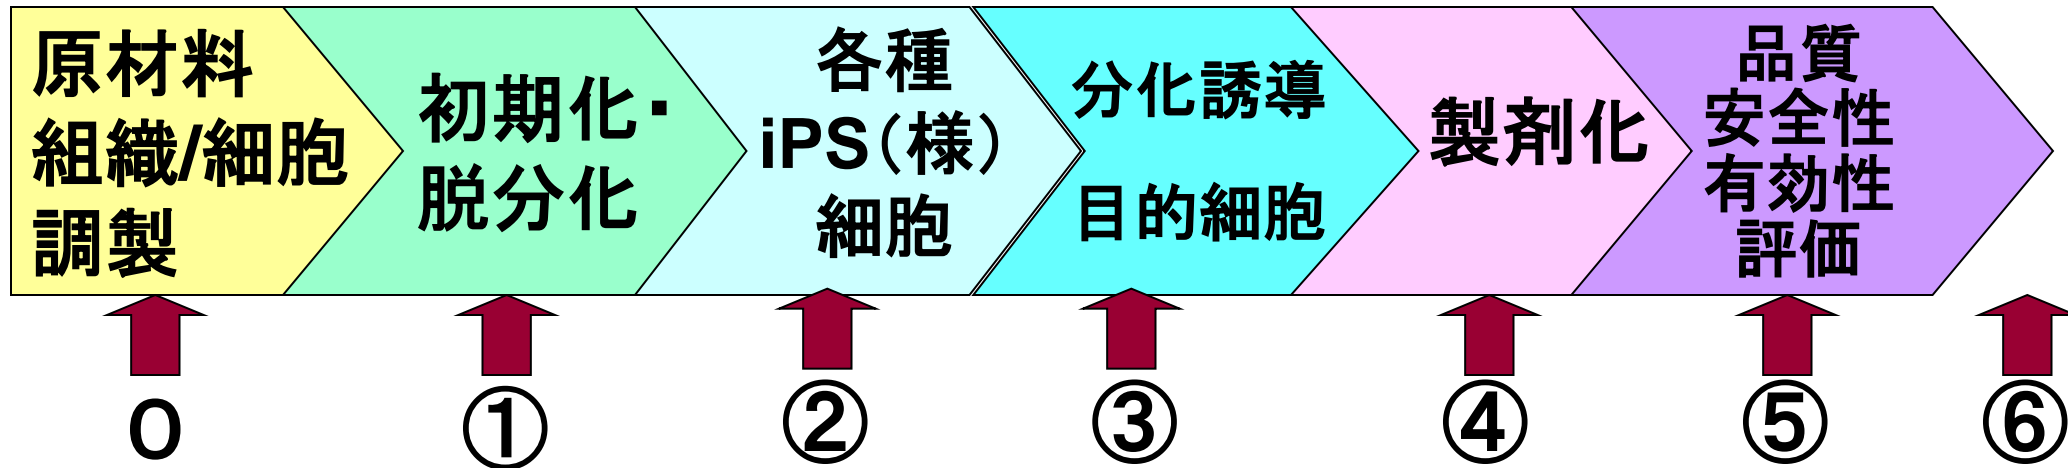 原材料
組織/細胞
調製
初期化・
脱分化
各種
iPS(様)
細胞
分化誘導
目的細胞
製剤化
品質
安全性
有効性
評価
0
①
②
③
④
⑤
⑥